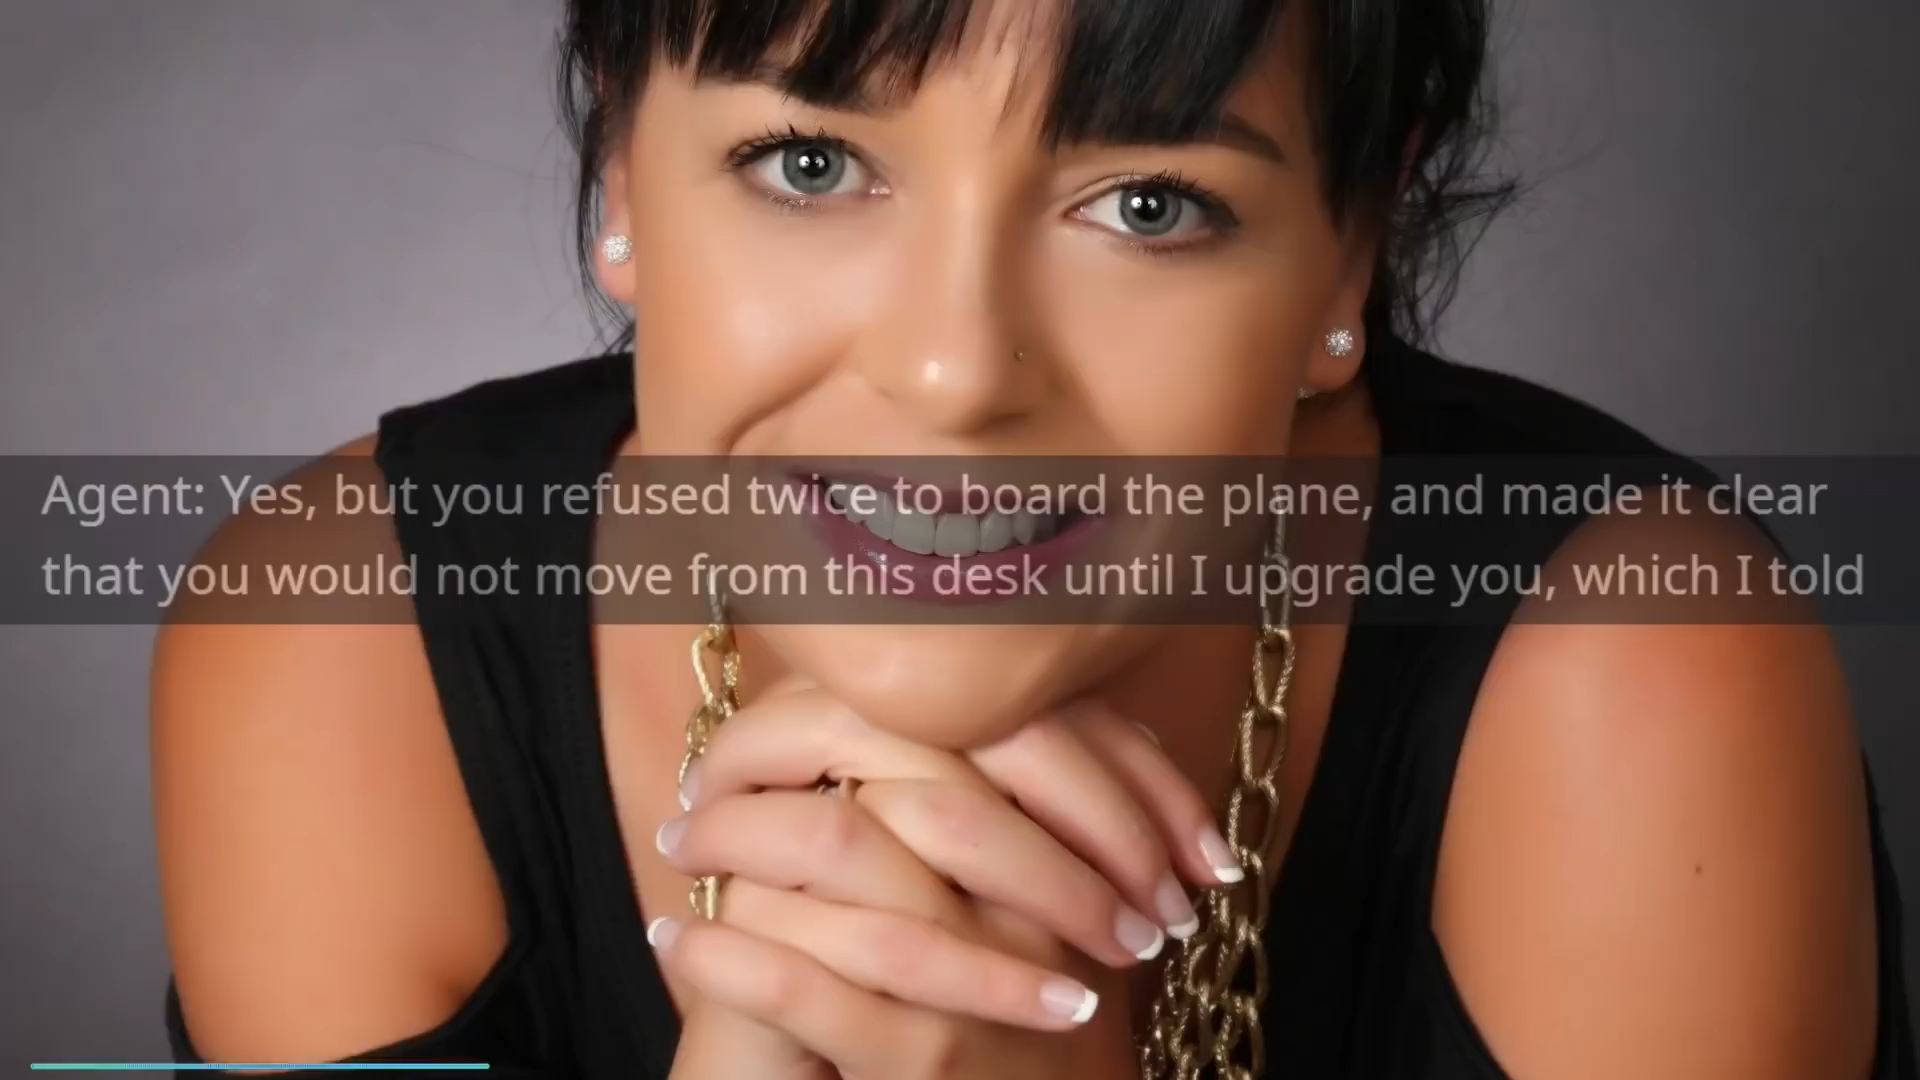 Agent: Yes, but you refused twice to board the plane, and made it clear
that you would not move from this desk until I upgrade you, which I told